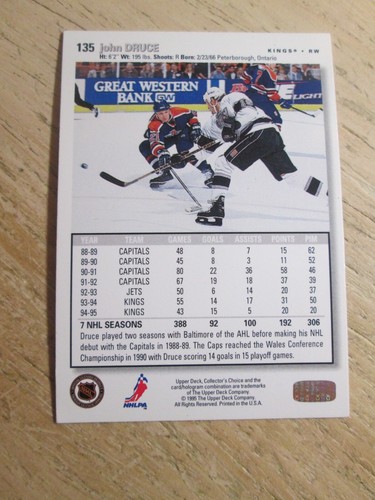 135 john DRUCE KINGS • RW
Ht: 6'2" Wt: 195 lbs. Shoots: R Born: 2/23/66 Peterborough, Ontario
GREAT WESTERN
BANK GW
YEAR TEAM GAMES GOALS ASSISTS POINTS PIM
88-89 CAPITALS 48 8 7 15 62
89-90 CAPITALS 45 8 3 11 52
90-91 CAPITALS 80 22 36 58 46
91-92 CAPITALS 67 19 18 37 39
92-93 JETS 50 6 14 20 37
93-94 KINGS 55 14 17 31 50
94-95 KINGS 43 15 5 20 20
7 NHL SEASONS 388 92 100 192 306
Druce played two seasons with Baltimore of the AHL before making his NHL
debut with the Capitals in 1988-89. The Caps reached the Wales Conference
Championship in 1990 with Druce scoring 14 goals in 15 playoff games.
NHLPA
Upper Deck, Collector's Choice and the
card/hologram combination are trademarks
of The Upper Deck Company.
© 1995 The Upper Deck Company.
All Rights Reserved. Printed in the U.S.A.